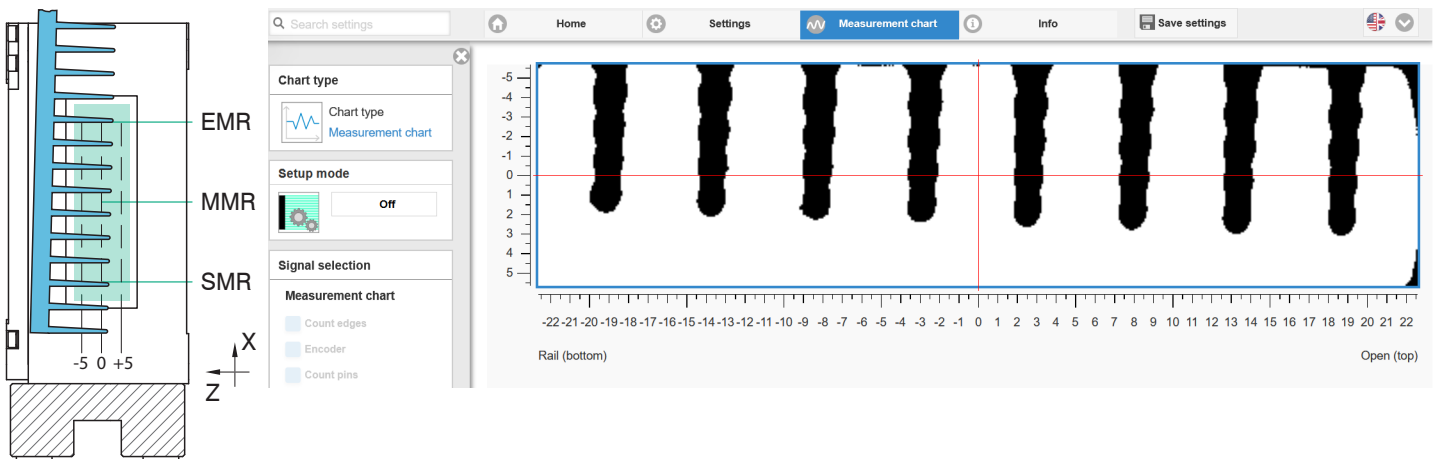 EMR
MMR
SMR
-5 0 +5
X
Z
Search settings
Home
Settings
Measurement chart
Info
Save settings
Chart type
Chart type
Measurement chart
Setup mode
Off
Signal selection
Measurement chart
Count edges
Encoder
Count pins
-5
-4
-3
-2
-1
0
1
2
3
4
5
-22 -21 -20 -19 -18 -17 -16 -15 -14 -13 -12 -11 -10 -9 -8 -7 -6 -5 -4 -3 -2 -1 0 1 2 3 4 5 6 7 8 9 10 11 12 13 14 15 16 17 18 19 20 21 22
Rail (bottom)
Open (top)